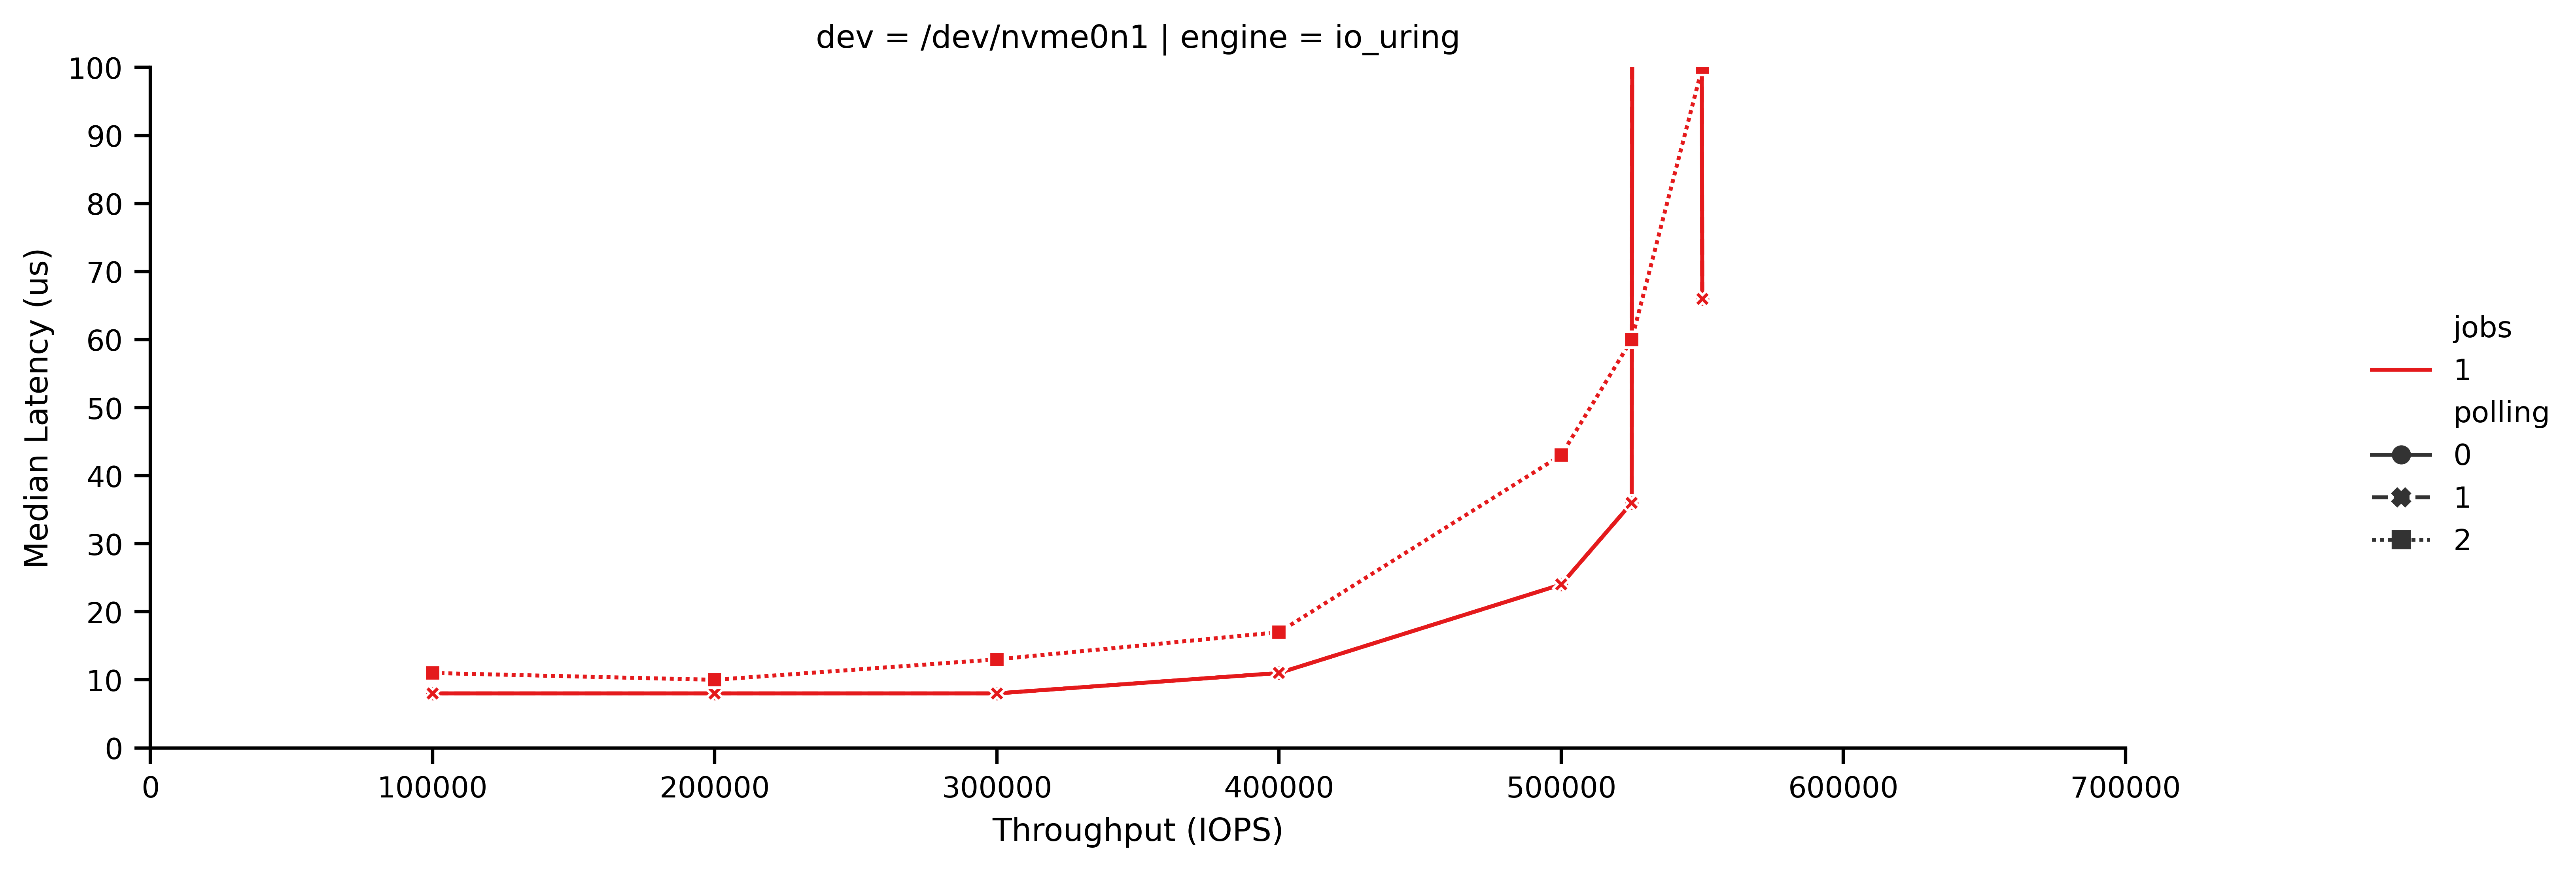 dev = /dev/nvme0n1 | engine = io_uring
100
90
80
70
60
50
40
30
20
10
0
Median Latency (us)
0 100000 200000 300000 400000 500000 600000 700000
Throughput (IOPS)
jobs
1
polling
0
1
2